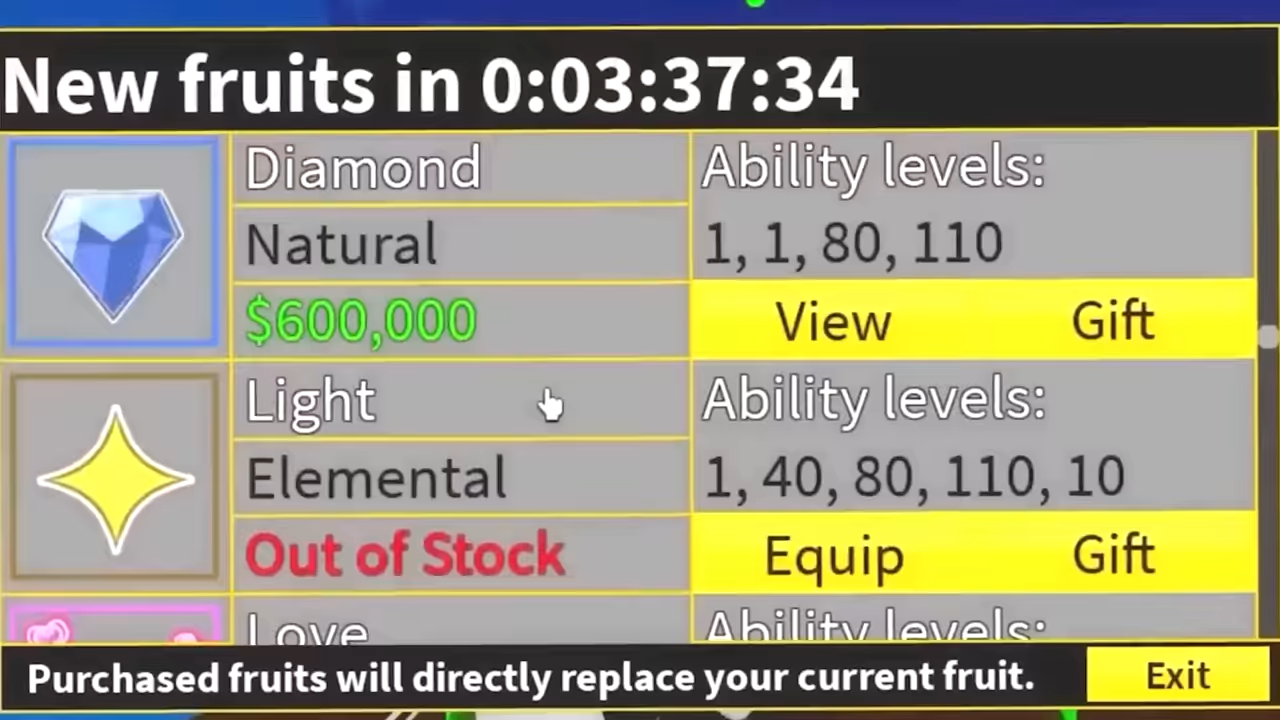 New fruits in 0:03:37:34
Diamond
Ability levels:
Natural
1, 1, 80, 110
$600,000
View
Gift
Light
Ability levels:
Elemental
1, 40, 80, 110, 10
Out of Stock
Equip
Gift
Love
Ability levels:
Purchased fruits will directly replace your current fruit.
Exit